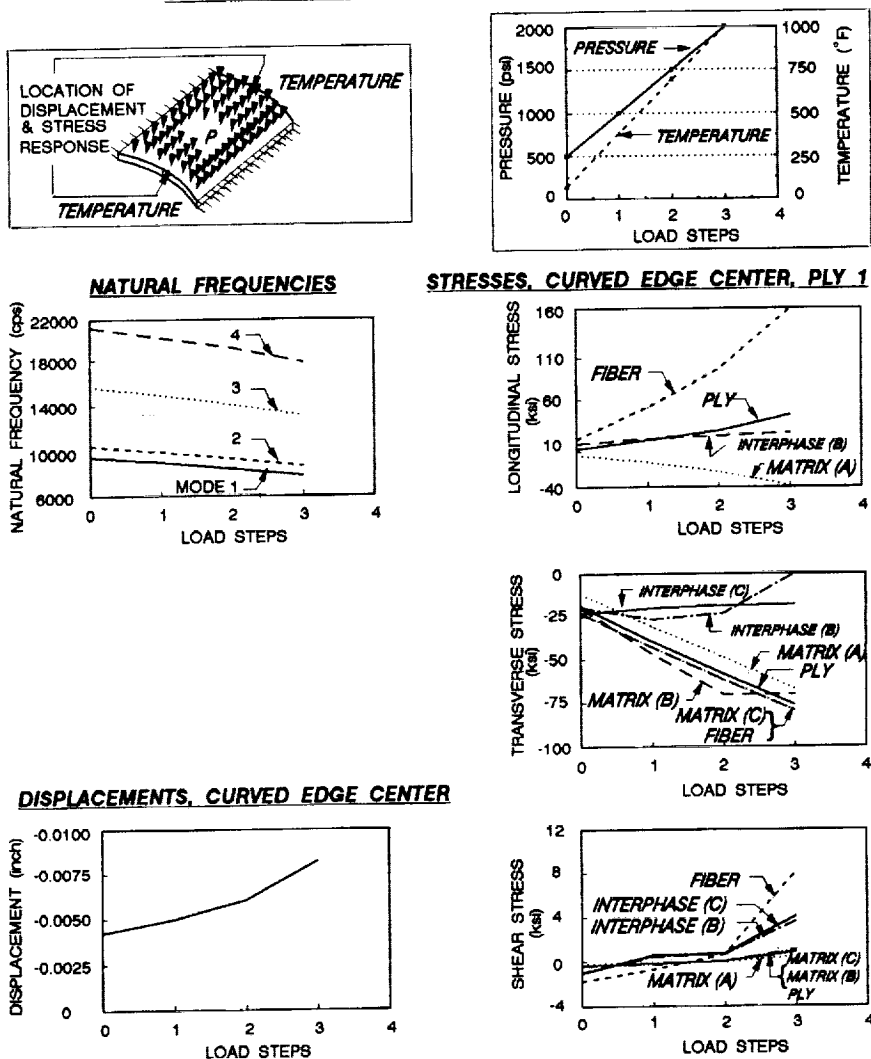 LOCATION OF
DISPLACEMENT
& STRESS
RESPONSE
TEMPERATURE
P
TEMPERATURE
PRESSURE (psi)
2000
1500
1000
500
0
PRESSURE
TEMPERATURE
1000
750
500
250
0
TEMPERATURE (°F)
0 1 2 3 4
LOAD STEPS
NATURAL FREQUENCIES
NATURAL FREQUENCY (cps)
22000
18000
14000
10000
6000
4
3
2
MODE 1
0 1 2 3 4
LOAD STEPS
STRESSES, CURVED EDGE CENTER, PLY 1
LONGITUDINAL STRESS
(ksi)
160
110
60
10
-40
FIBER
PLY
INTERPHASE (B)
MATRIX (A)
0 1 2 3 4
LOAD STEPS
TRANSVERSE STRESS
(ksi)
0
-25
-50
-75
-100
INTERPHASE (C)
INTERPHASE (B)
MATRIX (A)
PLY
MATRIX (B)
MATRIX (C)
FIBER
0 1 2 3 4
LOAD STEPS
DISPLACEMENTS, CURVED EDGE CENTER
DISPLACEMENT (inch)
-0.0100
-0.0075
-0.0050
-0.0025
0
0 1 2 3 4
LOAD STEPS
SHEAR STRESS
(ksi)
12
8
4
0
-4
FIBER
INTERPHASE (C)
INTERPHASE (B)
MATRIX (A)
MATRIX (C)
MATRIX (B)
PLY
0 1 2 3 4
LOAD STEPS